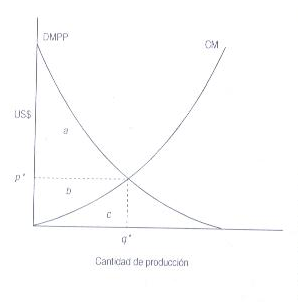 DMPP
CM
US$
a
p*
b
c
q*
Cantidad de producción